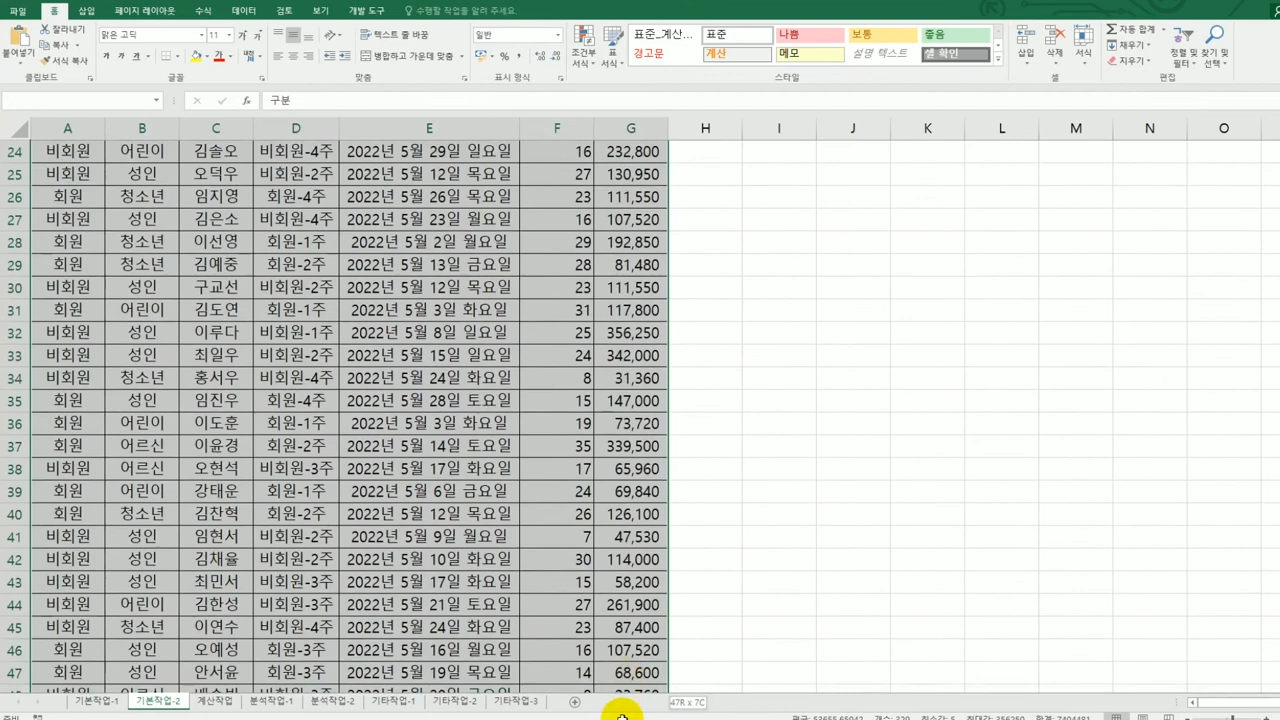 파일 홈 삽입 페이지 레이아웃 수식 데이터 검토 보기 개발 도구 수행할 작업을 알려 주세요.
붙여넣기 잘라내기 복사 서식 복사 클립보드
맑은 고딕 11 가 가 가 가 글꼴
텍스트 줄바꿈 병합하고 가운데 맞춤 맞춤
일반 % 표시 형식
조건부 서식 표 서식 표준_계산... 표준 나쁨 보통 좋음
경고문 계산 메모 설명 텍스트 셀 확인 스타일
삽입 삭제 서식 셀
자동 합계 채우기 지우기 정렬 및 필터 찾기 및 선택 편집
fx 구분
A B C D E F G H I J K L M N O
24 비회원 어린이 김솔오 비회원-4주 2022년 5월 29일 일요일 16 232,800
25 비회원 성인 오덕우 비회원-2주 2022년 5월 12일 목요일 27 130,950
26 회원 청소년 임지영 회원-4주 2022년 5월 26일 목요일 23 111,550
27 비회원 성인 김은소 비회원-4주 2022년 5월 23일 월요일 16 107,520
28 회원 청소년 이선영 회원-1주 2022년 5월 2일 월요일 29 192,850
29 회원 청소년 김예중 회원-2주 2022년 5월 13일 금요일 28 81,480
30 비회원 성인 구교선 비회원-2주 2022년 5월 12일 목요일 23 111,550
31 회원 어린이 김도연 회원-1주 2022년 5월 3일 화요일 31 117,800
32 비회원 성인 이루다 비회원-1주 2022년 5월 8일 일요일 25 356,250
33 비회원 성인 최일우 비회원-2주 2022년 5월 15일 일요일 24 342,000
34 비회원 청소년 홍서우 비회원-4주 2022년 5월 24일 화요일 8 31,360
35 회원 성인 임진우 회원-4주 2022년 5월 28일 토요일 15 147,000
36 회원 어린이 이도훈 회원-1주 2022년 5월 3일 화요일 19 73,720
37 회원 어르신 이윤경 회원-2주 2022년 5월 14일 토요일 35 339,500
38 비회원 어르신 오현석 비회원-3주 2022년 5월 17일 화요일 17 65,960
39 회원 어린이 강태운 회원-1주 2022년 5월 6일 금요일 24 69,840
40 회원 청소년 김찬혁 회원-2주 2022년 5월 12일 목요일 26 126,100
41 비회원 성인 임현서 비회원-2주 2022년 5월 9일 월요일 7 47,530
42 비회원 성인 김채율 비회원-2주 2022년 5월 10일 화요일 30 114,000
43 비회원 성인 최민서 비회원-3주 2022년 5월 17일 화요일 15 58,200
44 비회원 어린이 김한성 비회원-3주 2022년 5월 21일 토요일 27 261,900
45 비회원 청소년 이연수 비회원-4주 2022년 5월 24일 화요일 23 87,400
46 회원 성인 오예성 회원-3주 2022년 5월 16일 월요일 16 107,520
47 회원 성인 안서윤 회원-3주 2022년 5월 19일 목요일 14 68,600
기본작업-1 기본작업-2 계산작업 분석작업-1 분석작업-2 기타작업-1 기타작업-2 기타작업-3 47R x 7C